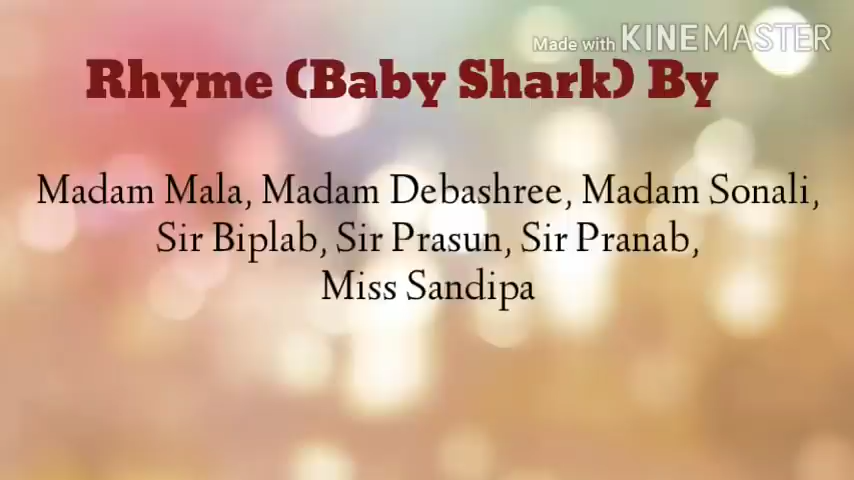 Made with KINEMASTER
Rhyme (Baby Shark) By
Madam Mala, Madam Debashree, Madam Sonali,
Sir Biplab, Sir Prasun, Sir Pranab,
Miss Sandipa